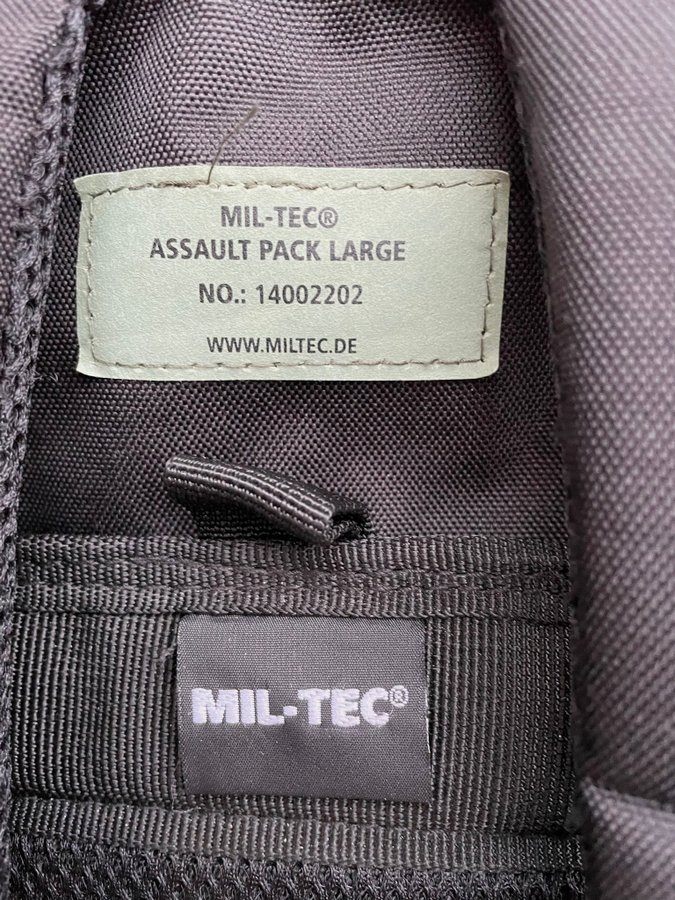 MIL-TEC®
ASSAULT PACK LARGE
NO.: 14002202
WWW.MILTEC.DE
MIL-TEC®